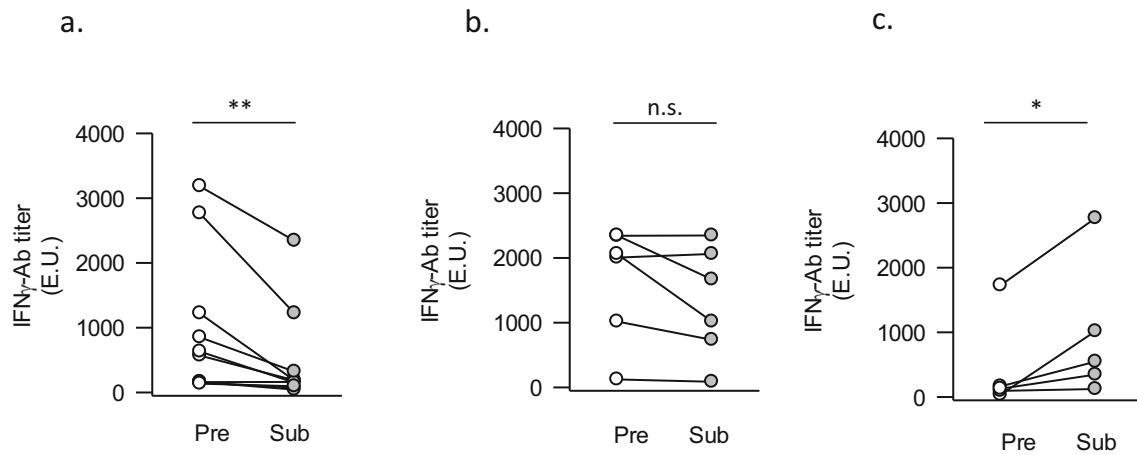 a.
**
4000
3000
2000
1000
0
IFNγ-Ab titer
(E.U.)
Pre Sub
b.
n.s.
4000
3000
2000
1000
0
IFNγ-Ab titer
(E.U.)
Pre Sub
c.
*
4000
3000
2000
1000
0
IFNγ-Ab titer
(E.U.)
Pre Sub